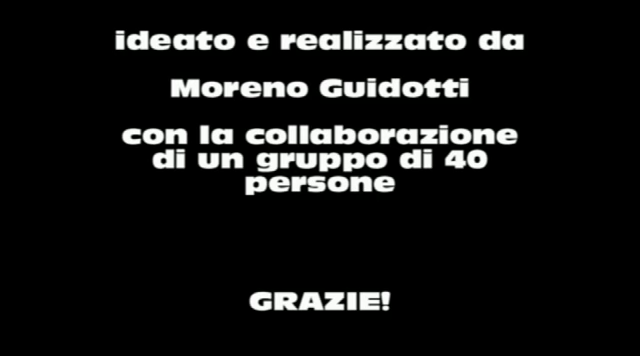 ideato e realizzato da
Moreno Guidotti
con la collaborazione
di un gruppo di 40
persone
GRAZIE!